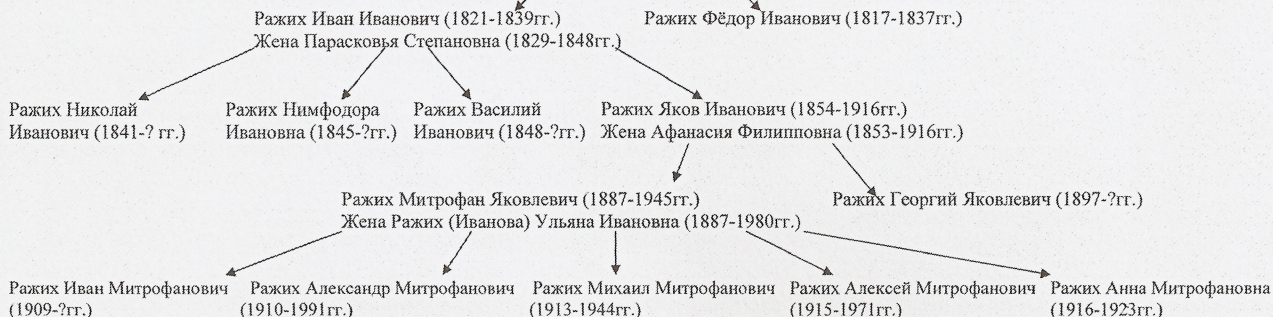 Ражих Иван Иванович (1821-1839гг.)
Жена Парасковья Степановна (1829-1848гг.)
Ражих Фёдор Иванович (1817-1837гг.)
Ражих Николай
Иванович (1841-? гг.)
Ражих Нимфодора
Ивановна (1845-?гг.)
Ражих Василий
Иванович (1848-?гг.)
Ражих Яков Иванович (1854-1916гг.)
Жена Афанасия Филипповна (1853-1916гг.)
Ражих Митрофан Яковлевич (1887-1945гг.)
Жена Ражих (Иванова) Ульяна Ивановна (1887-1980гг.)
Ражих Георгий Яковлевич (1897-?гг.)
Ражих Иван Митрофанович
(1909-?гг.)
Ражих Александр Митрофанович
(1910-1991гг.)
Ражих Михаил Митрофанович
(1913-1944гг.)
Ражих Алексей Митрофанович
(1915-1971гг.)
Ражих Анна Митрофановна
(1916-1923гг.)